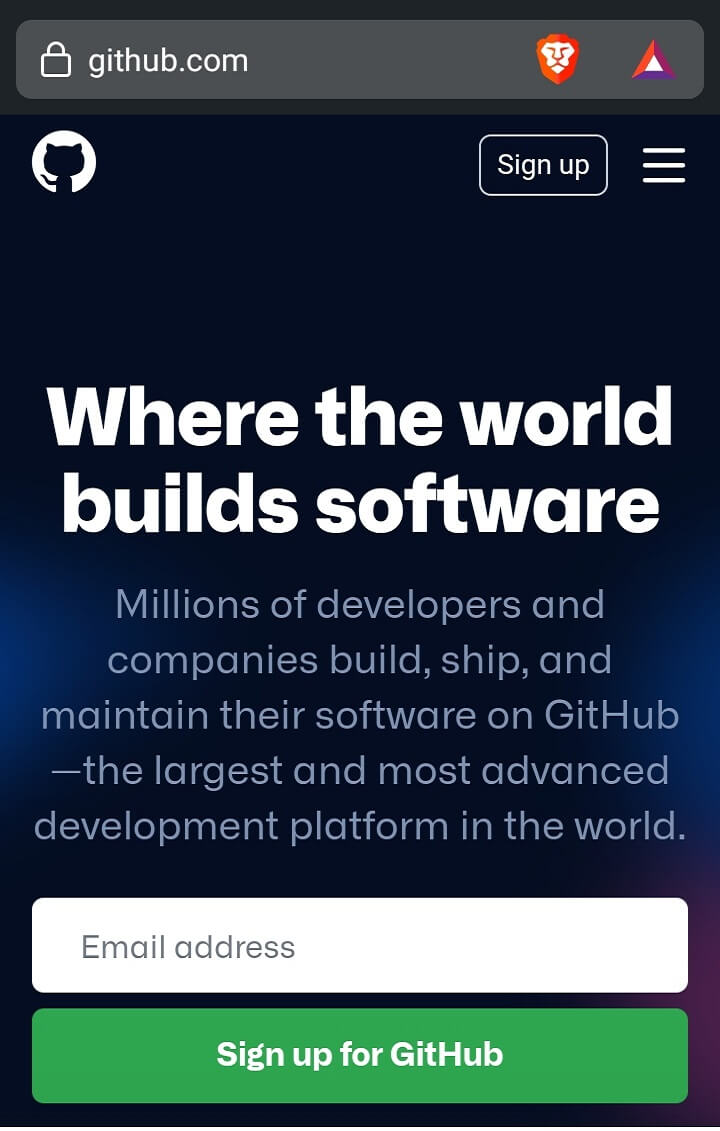 github.com
Sign up
Where the world
builds software
Millions of developers and
companies build, ship, and
maintain their software on GitHub
—the largest and most advanced
development platform in the world.
Email address
Sign up for GitHub